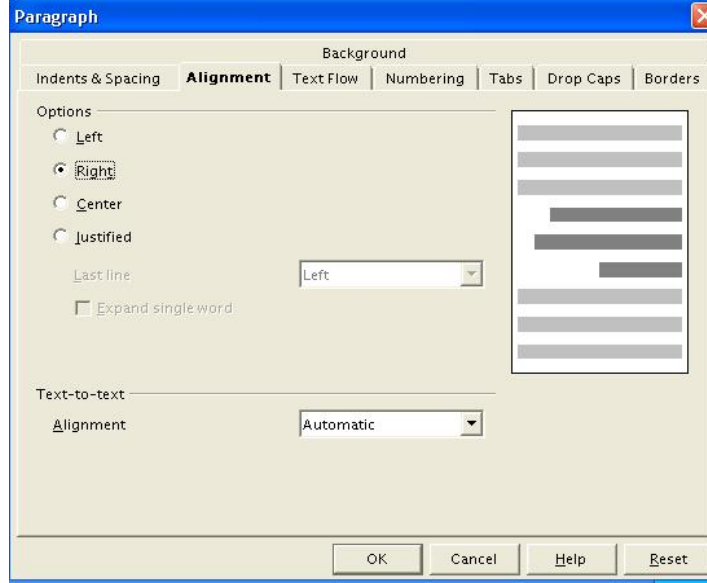 Paragraph
Background
Indents & Spacing Alignment Text Flow Numbering Tabs Drop Caps Borders
Options
Left
Right
Center
Justified
Last line Left
Expand single word
Text-to-text
Alignment Automatic
OK Cancel Help Reset